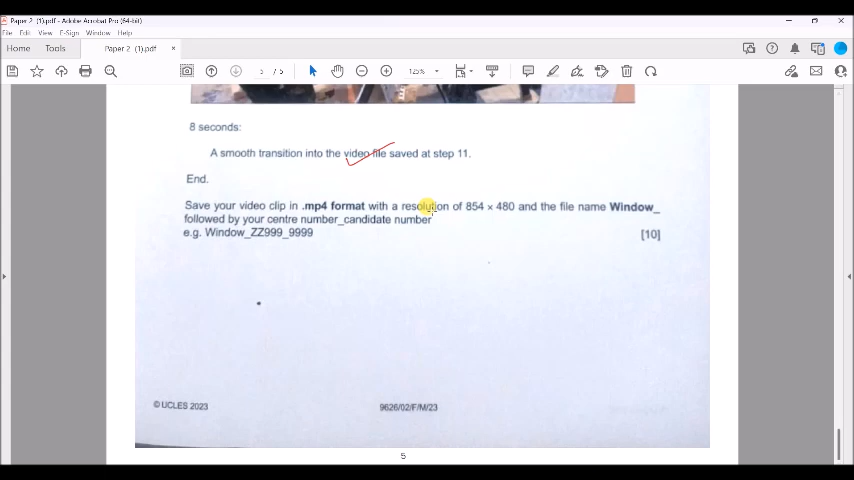 Paper 2 (1).pdf - Adobe Acrobat Pro (64-bit)
File Edit View E-Sign Window Help
Home Tools Paper 2 (1).pdf ×
5 / 5 125%
8 seconds:
A smooth transition into the video file saved at step 11.
End.
Save your video clip in .mp4 format with a resolution of 854 × 480 and the file name Window_
followed by your centre number_candidate number
e.g. Window_ZZ999_9999 [10]
© UCLES 2023 9626/02/F/M/23
5